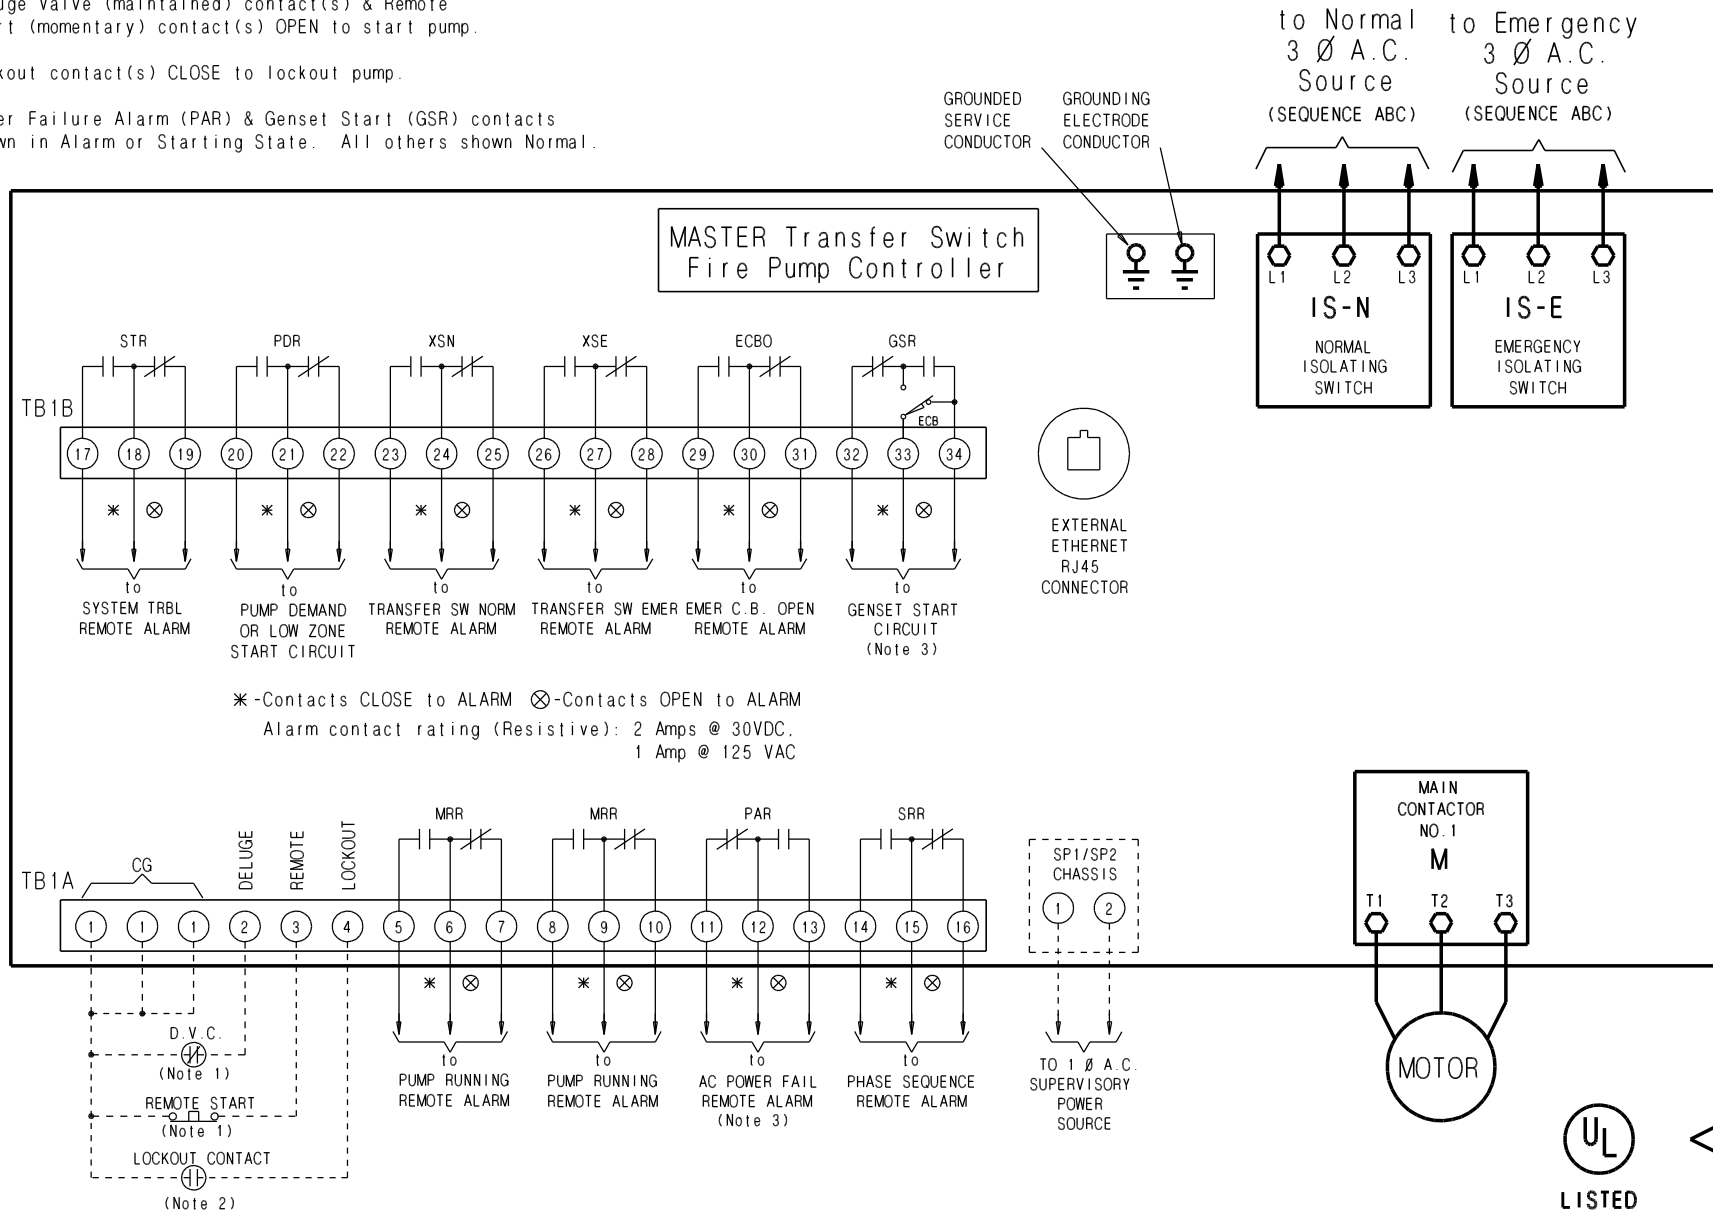 Valve (maintained) contact(s) & Remote
(momentary) contact(s) OPEN to start pump.
contact(s) CLOSE to lockout pump.
Failure Alarm (PAR) & Genset Start (GSR) contacts
in Alarm or Starting State. All others shown Normal.
to Normal
3 Ø A.C.
Source
(SEQUENCE ABC)
to Emergency
3 Ø A.C.
Source
(SEQUENCE ABC)
GROUNDED
SERVICE
CONDUCTOR
GROUNDING
ELECTRODE
CONDUCTOR
MASTER Transfer Switch
Fire Pump Controller
L1 L2 L3
IS-N
NORMAL
ISOLATING
SWITCH
L1 L2 L3
IS-E
EMERGENCY
ISOLATING
SWITCH
STR PDR XSN XSE ECBO GSR
ECB
TB1B
17 18 19 20 21 22 23 24 25 26 27 28 29 30 31 32 33 34
to
SYSTEM TRBL
REMOTE ALARM
to
PUMP DEMAND
OR LOW ZONE
START CIRCUIT
to
TRANSFER SW NORM
REMOTE ALARM
to
TRANSFER SW EMER
REMOTE ALARM
to
EMER C.B. OPEN
REMOTE ALARM
to
GENSET START
CIRCUIT
(Note 3)
EXTERNAL
ETHERNET
RJ45
CONNECTOR
* -Contacts CLOSE to ALARM ⊗-Contacts OPEN to ALARM
Alarm contact rating (Resistive): 2 Amps @ 30VDC,
1 Amp @ 125 VAC
TB1A
CG
DELUGE
REMOTE
LOCKOUT
MRR MRR PAR SRR
1 1 1 2 3 4 5 6 7 8 9 10 11 12 13 14 15 16
D.V.C.
(Note 1)
REMOTE START
(Note 1)
LOCKOUT CONTACT
(Note 2)
to
PUMP RUNNING
REMOTE ALARM
to
PUMP RUNNING
REMOTE ALARM
to
AC POWER FAIL
REMOTE ALARM
(Note 3)
to
PHASE SEQUENCE
REMOTE ALARM
SP1/SP2
CHASSIS
1 2
TO 1 Ø A.C.
SUPERVISORY
POWER
SOURCE
MAIN
CONTACTOR
NO.1
M
T1 T2 T3
MOTOR
UL
LISTED